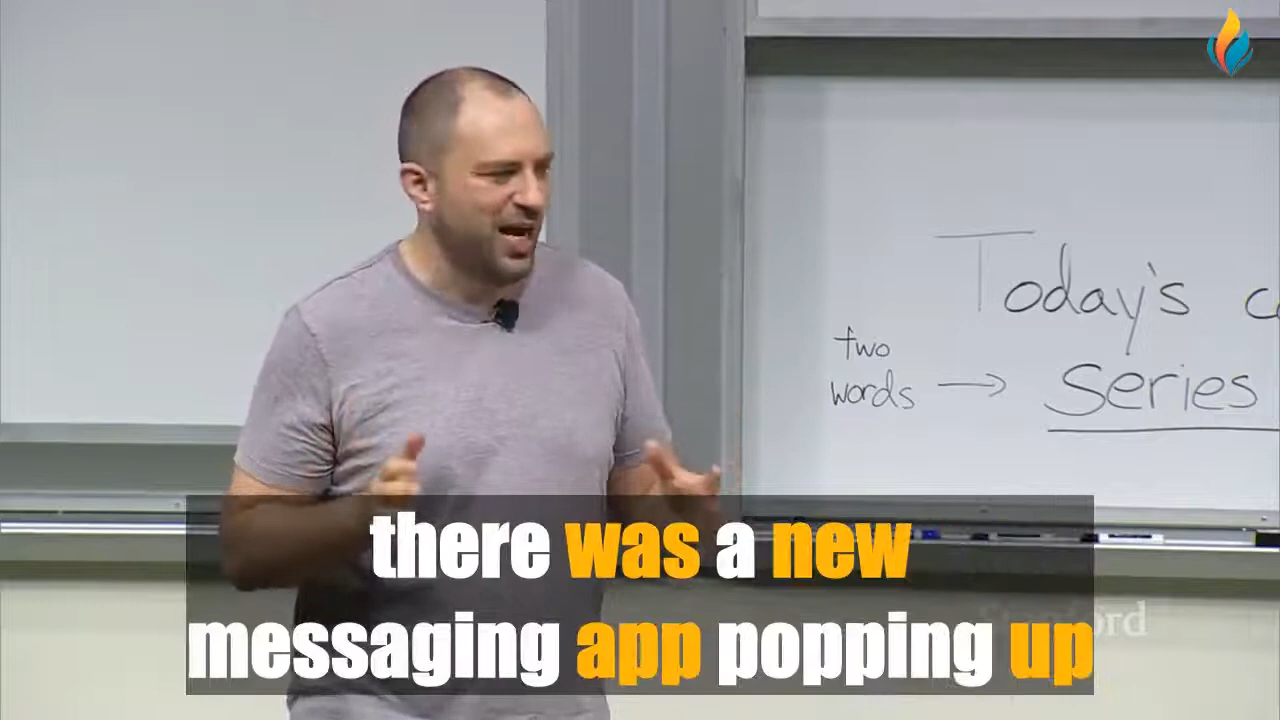 Today's
two
words → series
there was a new
messaging app popping up